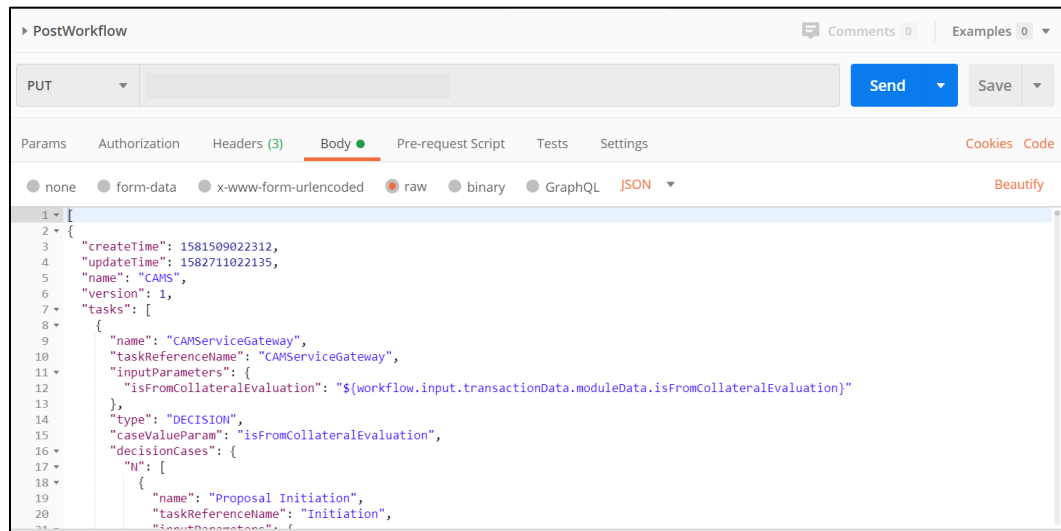 PostWorkflow Comments 0 Examples 0
PUT Send Save
Params Authorization Headers (3) Body Pre-request Script Tests Settings Cookies Code
none form-data x-www-form-urlencoded raw binary GraphQL JSON Beautify
1 [
2 {
3 "createTime": 1581509022312,
4 "updateTime": 1582711022135,
5 "name": "CAMS",
6 "version": 1,
7 "tasks": [
8 {
9 "name": "CAMServiceGateway",
10 "taskReferenceName": "CAMServiceGateway",
11 "inputParameters": {
12 "isFromCollateralEvaluation": "${workflow.input.transactionData.moduleData.isFromCollateralEvaluation}"
13 },
14 "type": "DECISION",
15 "caseValueParam": "isFromCollateralEvaluation",
16 "decisionCases": {
17 "N": [
18 {
19 "name": "Proposal Initiation",
20 "taskReferenceName": "Initiation",
21 "inputParameters": {